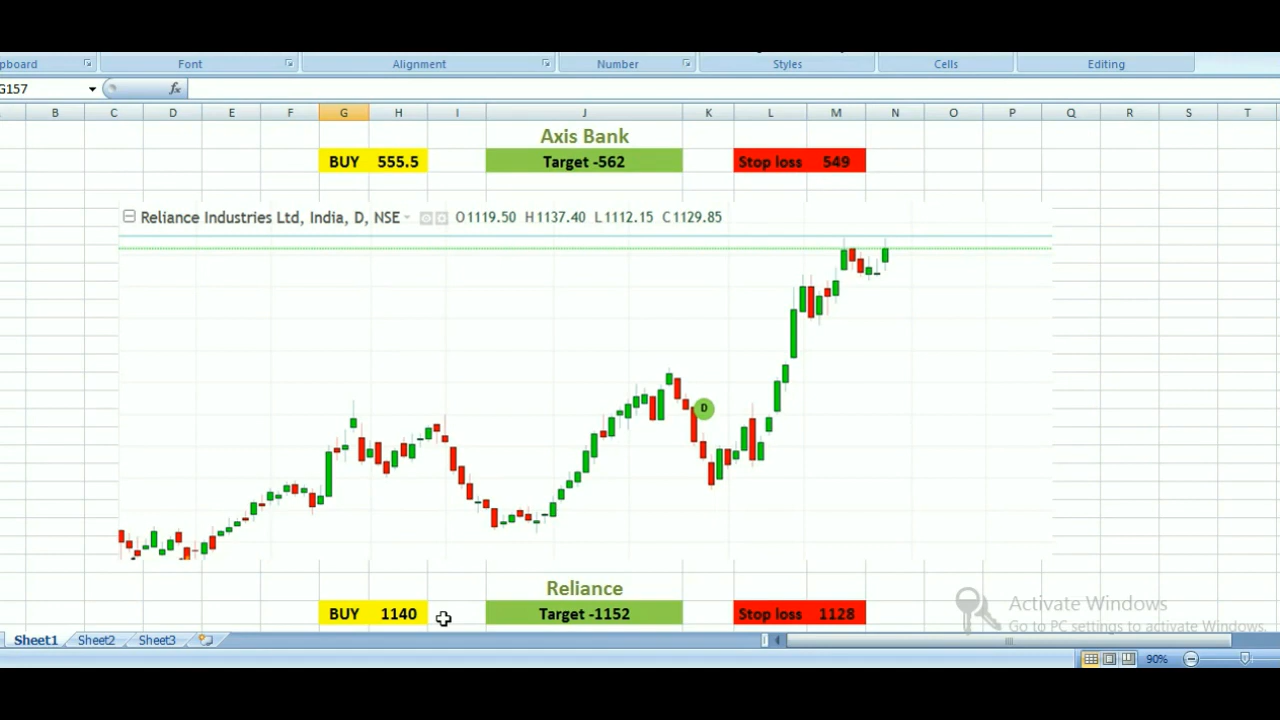 pboard Font Alignment Number Styles Cells Editing
G157 fx
B C D E F G H I J K L M N O P Q R S T
Axis Bank
BUY 555.5 Target -562 Stop loss 549
Reliance Industries Ltd, India, D, NSE O1119.50 H1137.40 L1112.15 C1129.85
D
Reliance
BUY 1140 Target -1152 Stop loss 1128
Activate Windows
Go to PC settings to activate Windows.
Sheet1 Sheet2 Sheet3
90%